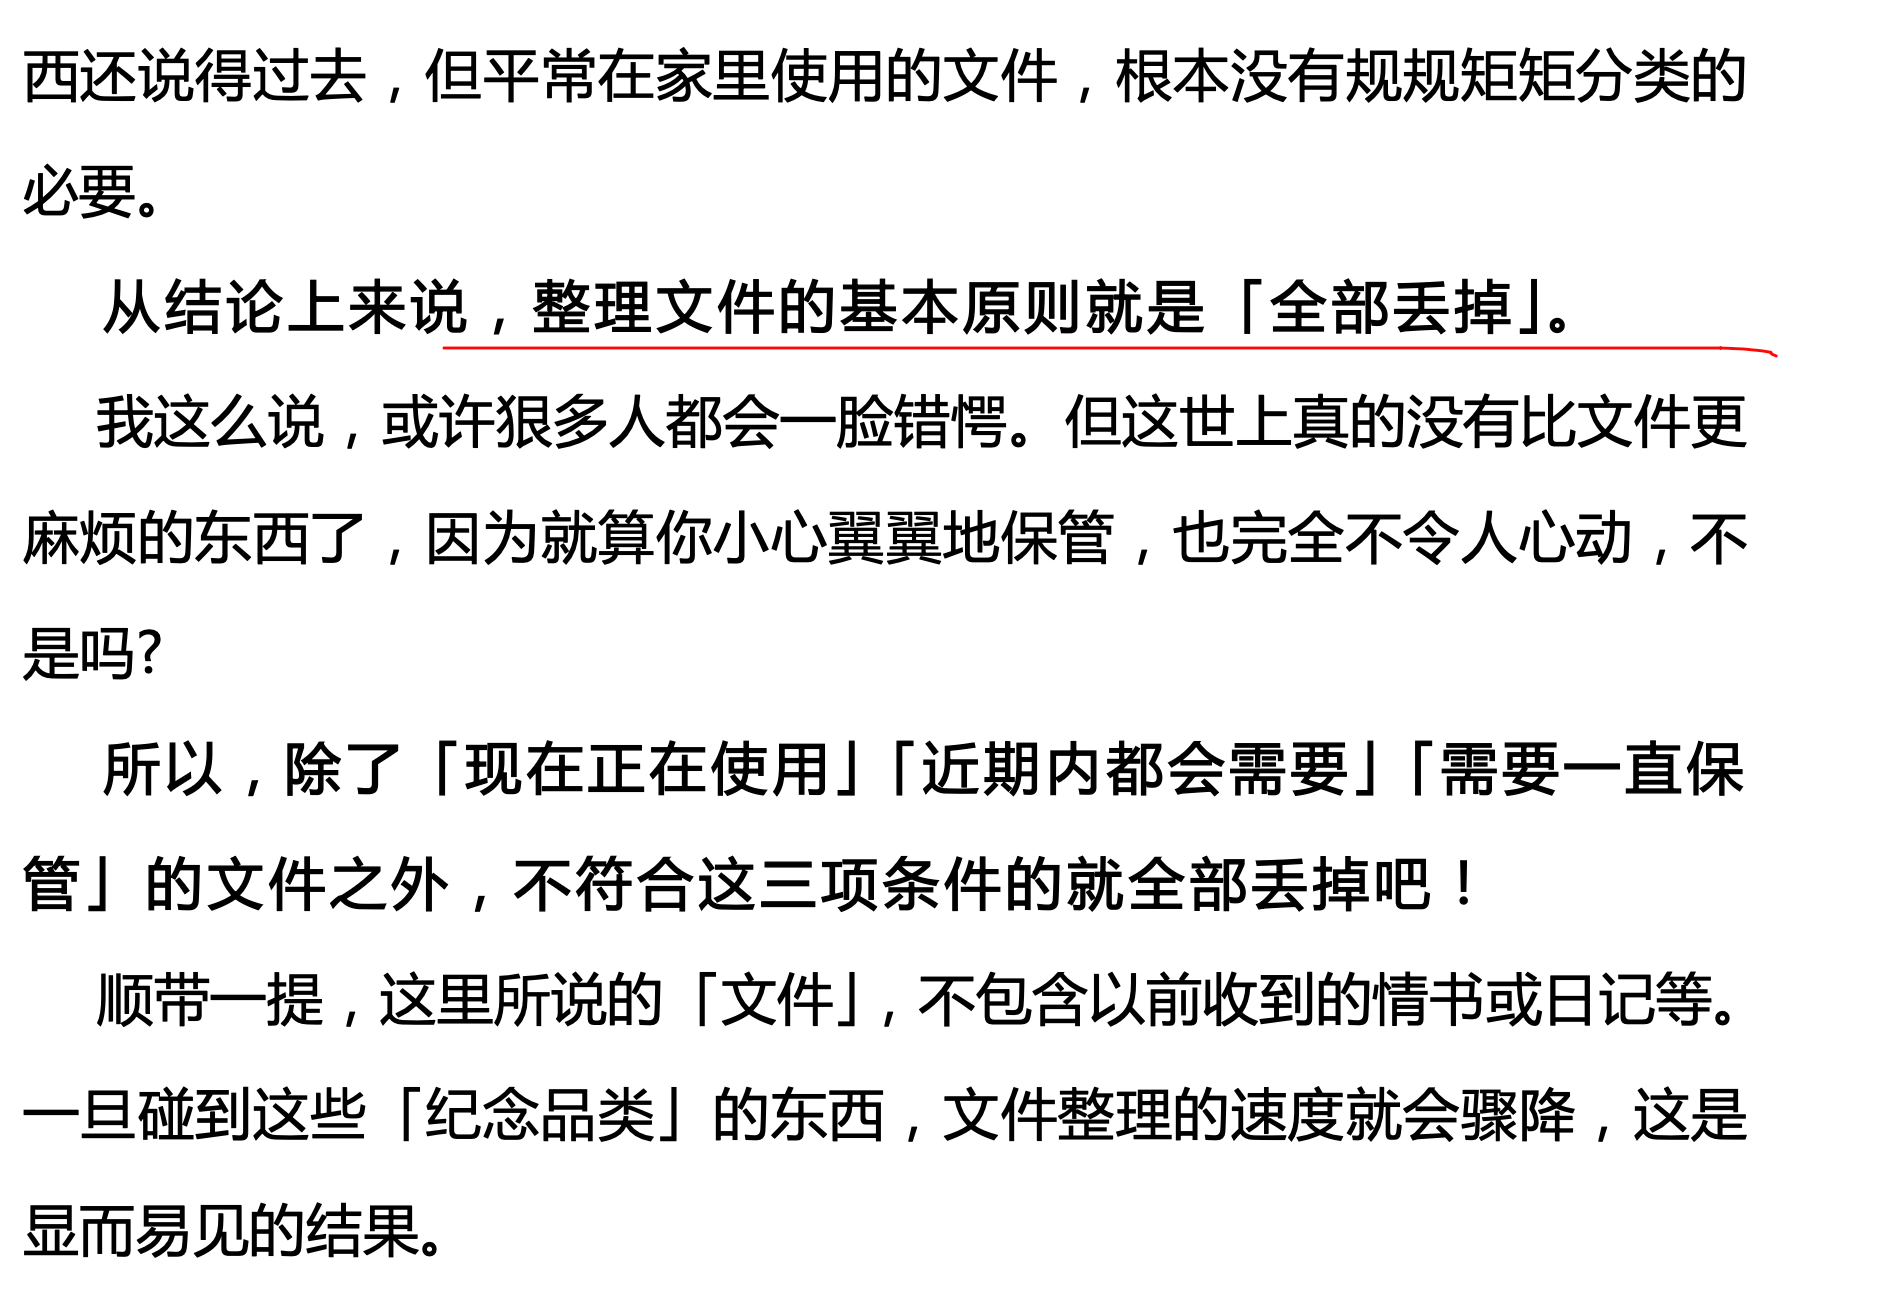 西还说得过去，但平常在家里使用的文件，根本没有规规矩矩分类的
必要。
从结论上来说，整理文件的基本原则就是「全部丢掉」。
我这么说，或许狠多人都会一脸错愕。但这世上真的没有比文件更
麻烦的东西了，因为就算你小心翼翼地保管，也完全不令人心动，不
是吗?
所以，除了「现在正在使用」「近期内都会需要」「需要一直保
管」的文件之外，不符合这三项条件的就全部丢掉吧！
顺带一提，这里所说的「文件」，不包含以前收到的情书或日记等。
一旦碰到这些「纪念品类」的东西，文件整理的速度就会骤降，这是
显而易见的结果。